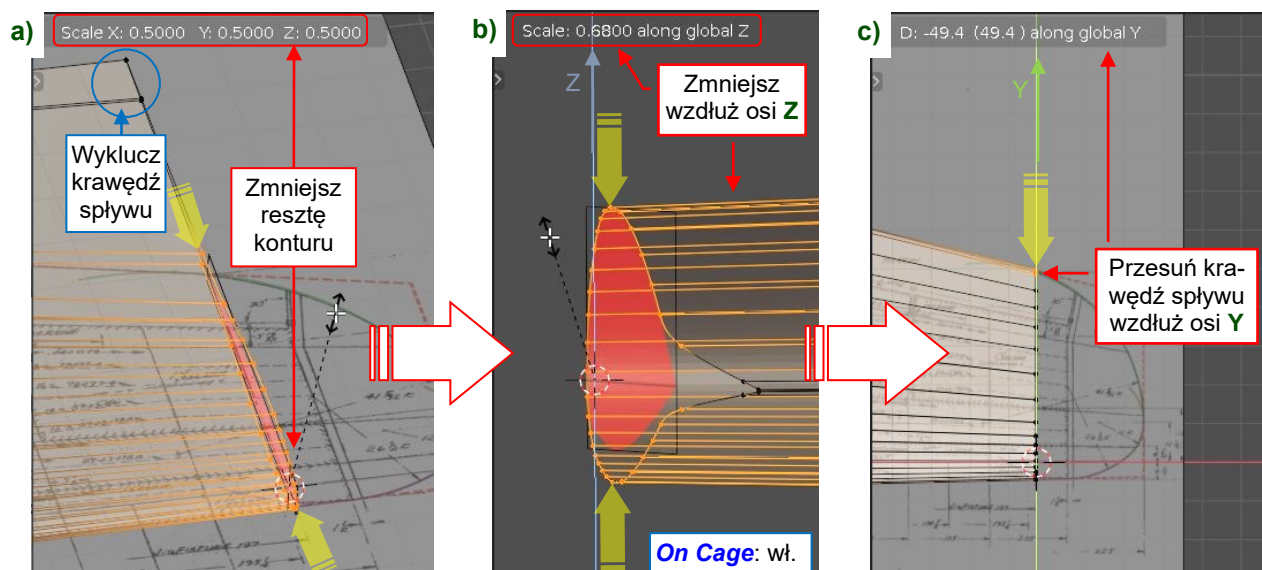 a)
Scale X: 0.5000 Y: 0.5000 Z: 0.5000
Wyklucz
krawędź
spływu
Zmniejsz
resztę
konturu
b)
Scale: 0.6800 along global Z
Z
Zmniejsz
wzdłuż osi Z
On Cage: wł.
c)
D: -49.4 (49.4 ) along global Y
Y
Przesuń kra-
wędź spływu
wzdłuż osi Y